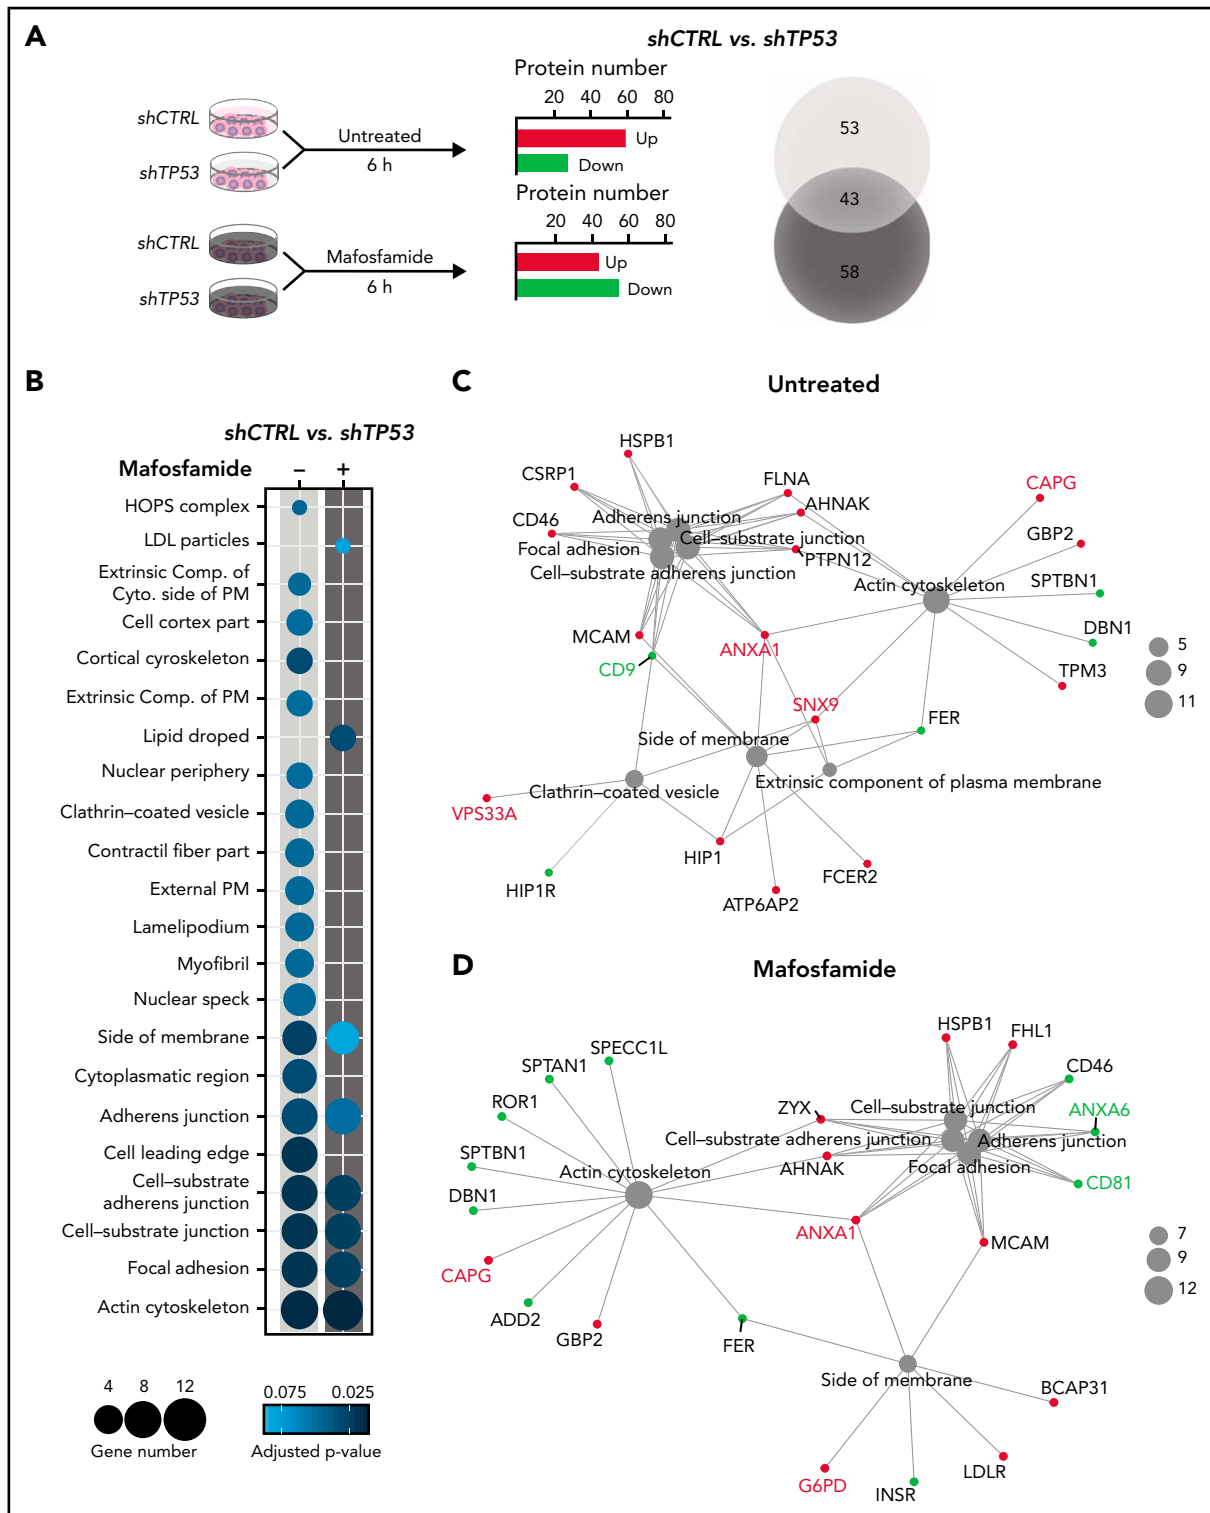 A
shCTRL vs. shTP53
shCTRL
shTP53
Untreated
6 h
Protein number
20 40 60 80
Up
Down
shCTRL
shTP53
Mafosfamide
6 h
Protein number
20 40 60 80
Up
Down
53
43
58
B
shCTRL vs. shTP53
Mafosfamide – +
HOPS complex
LDL particles
Extrinsic Comp. of
Cyto. side of PM
Cell cortex part
Cortical cyroskeleton
Extrinsic Comp. of PM
Lipid droped
Nuclear periphery
Clathrin–coated vesicle
Contractil fiber part
External PM
Lamelipodium
Myofibril
Nuclear speck
Side of membrane
Cytoplasmatic region
Adherens junction
Cell leading edge
Cell–substrate
adherens junction
Cell–substrate junction
Focal adhesion
Actin cytoskeleton
4 8 12
Gene number
0.075 0.025
Adjusted p-value
C
Untreated
HSPB1
CSRP1
FLNA
CAPG
AHNAK
CD46
Adherens junction
GBP2
Cell–substrate junction
Focal adhesion
PTPN12
Cell–substrate adherens junction
Actin cytoskeleton
SPTBN1
MCAM
DBN1
ANXA1
CD9
TPM3
5
9
11
SNX9
FER
Side of membrane
Extrinsic component of plasma membrane
Clathrin–coated vesicle
VPS33A
HIP1
FCER2
HIP1R
ATP6AP2
D
Mafosfamide
HSPB1
FHL1
SPECC1L
SPTAN1
CD46
ROR1
ZYX
Cell–substrate junction
ANXA6
Cell–substrate adherens junction
Adherens junction
SPTBN1
AHNAK
Focal adhesion
Actin cytoskeleton
CD81
DBN1
ANXA1
MCAM
CAPG
7
9
12
ADD2
GBP2
FER
Side of membrane
BCAP31
LDLR
G6PD
INSR